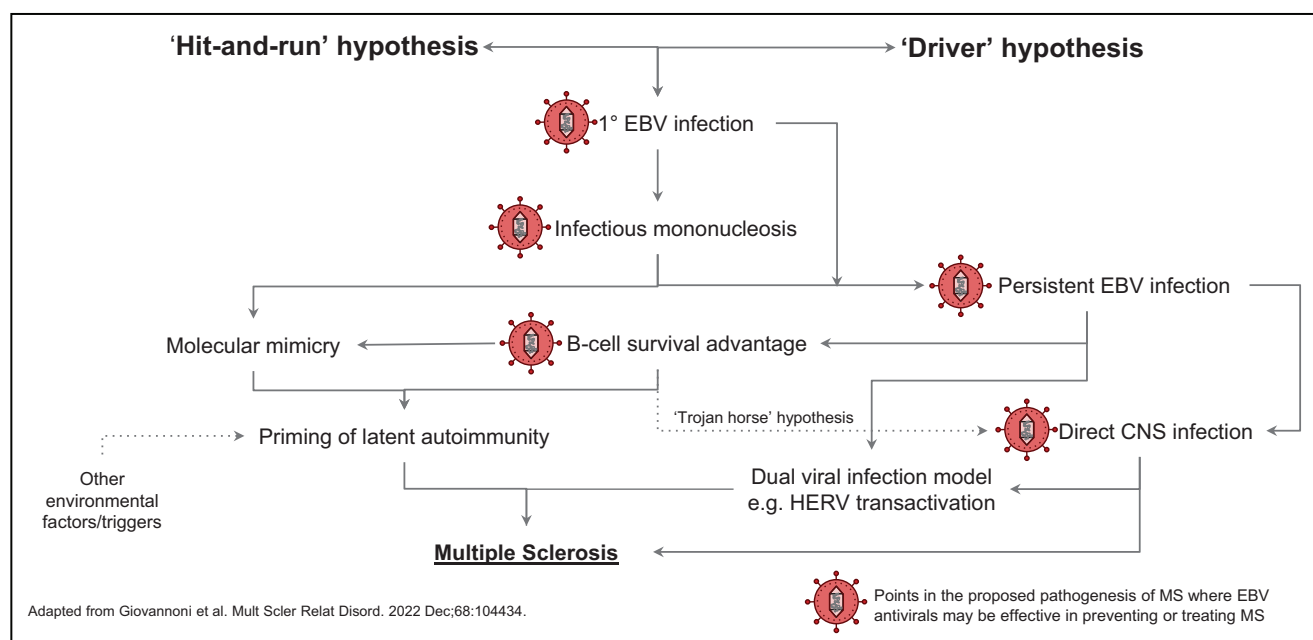 ‘Hit-and-run’ hypothesis
‘Driver’ hypothesis
1° EBV infection
Infectious mononucleosis
Persistent EBV infection
Molecular mimicry
B-cell survival advantage
‘Trojan horse’ hypothesis
Priming of latent autoimmunity
Direct CNS infection
Other
environmental
factors/triggers
Dual viral infection model
e.g. HERV transactivation
Multiple Sclerosis
Adapted from Giovannoni et al. Mult Scler Relat Disord. 2022 Dec;68:104434.
Points in the proposed pathogenesis of MS where EBV
antivirals may be effective in preventing or treating MS